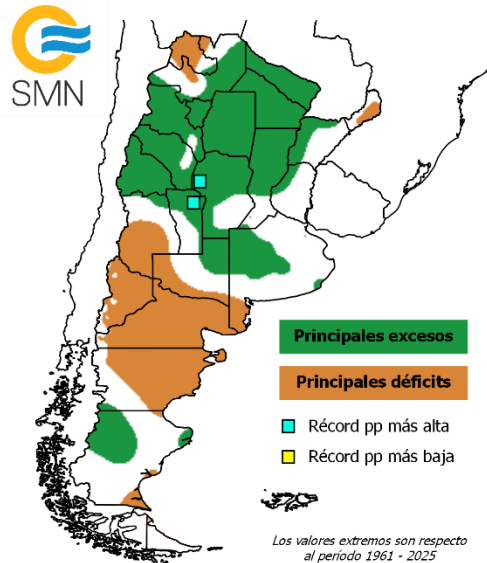 SMN
Principales excesos
Principales déficits
Récord pp más alta
Récord pp más baja
Los valores extremos son respecto
al período 1961 - 2025